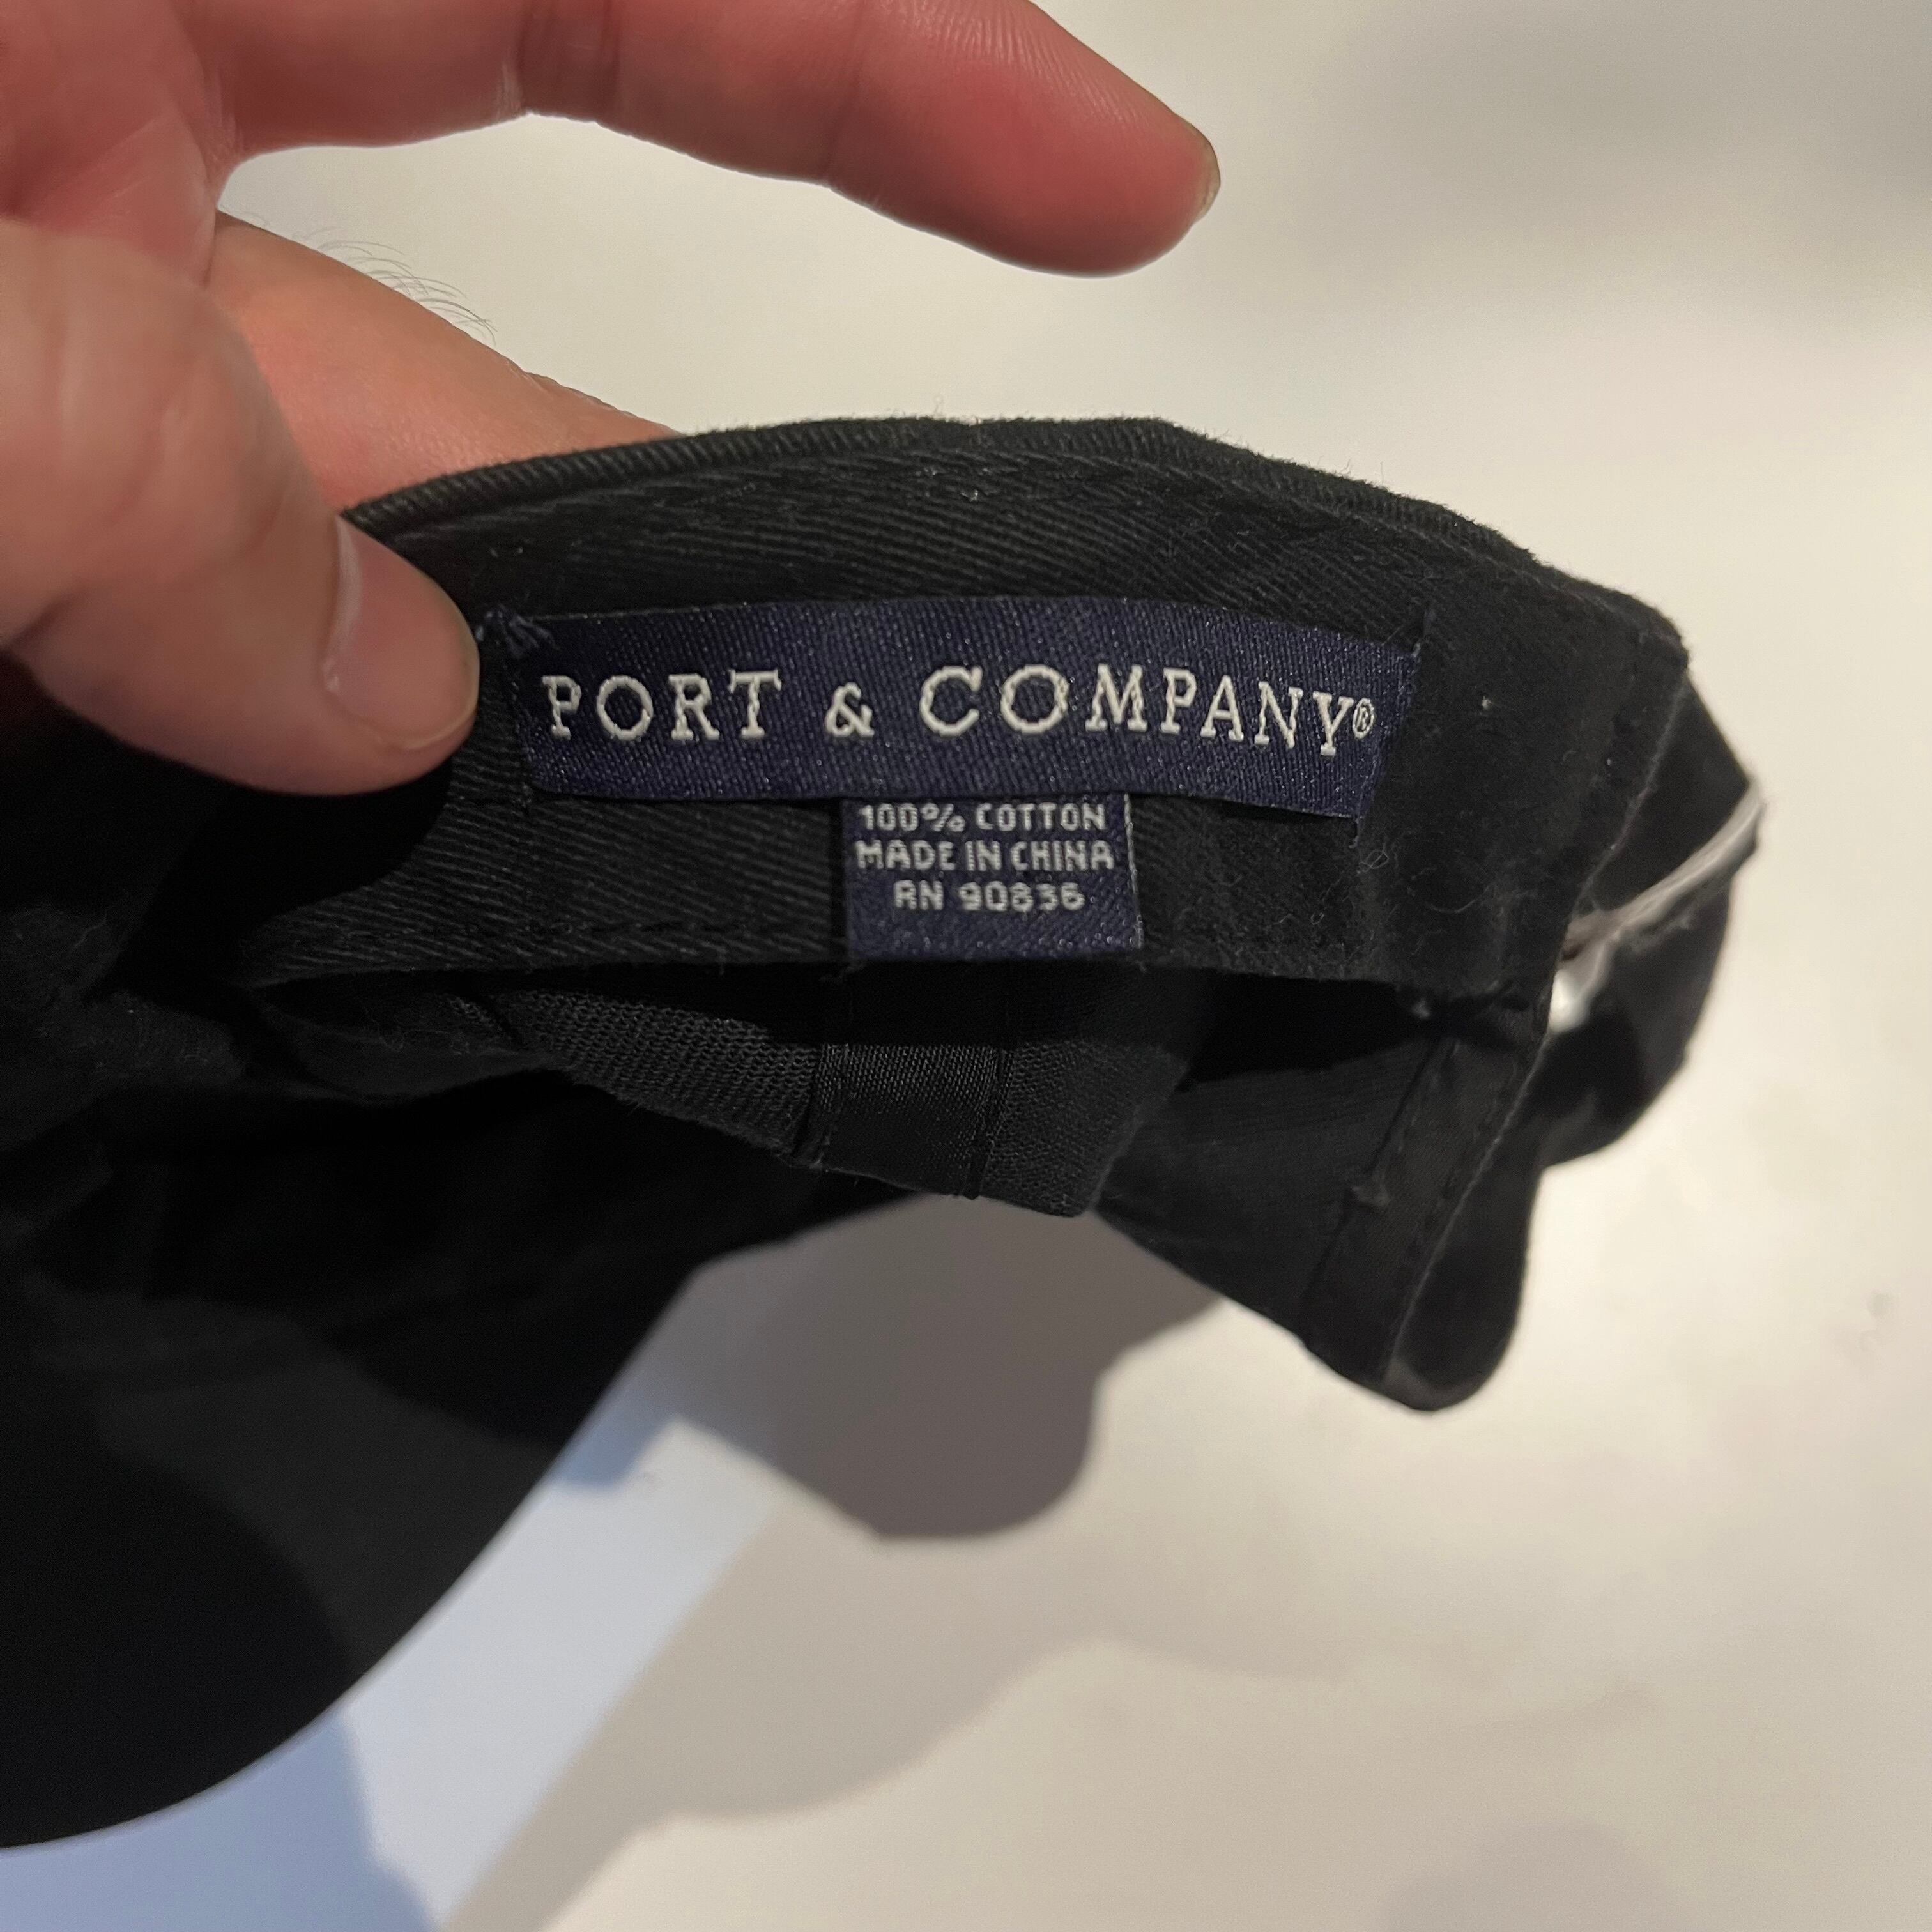 PORT & COMPANY®
100% COTTON
MADE IN CHINA
RN 90836